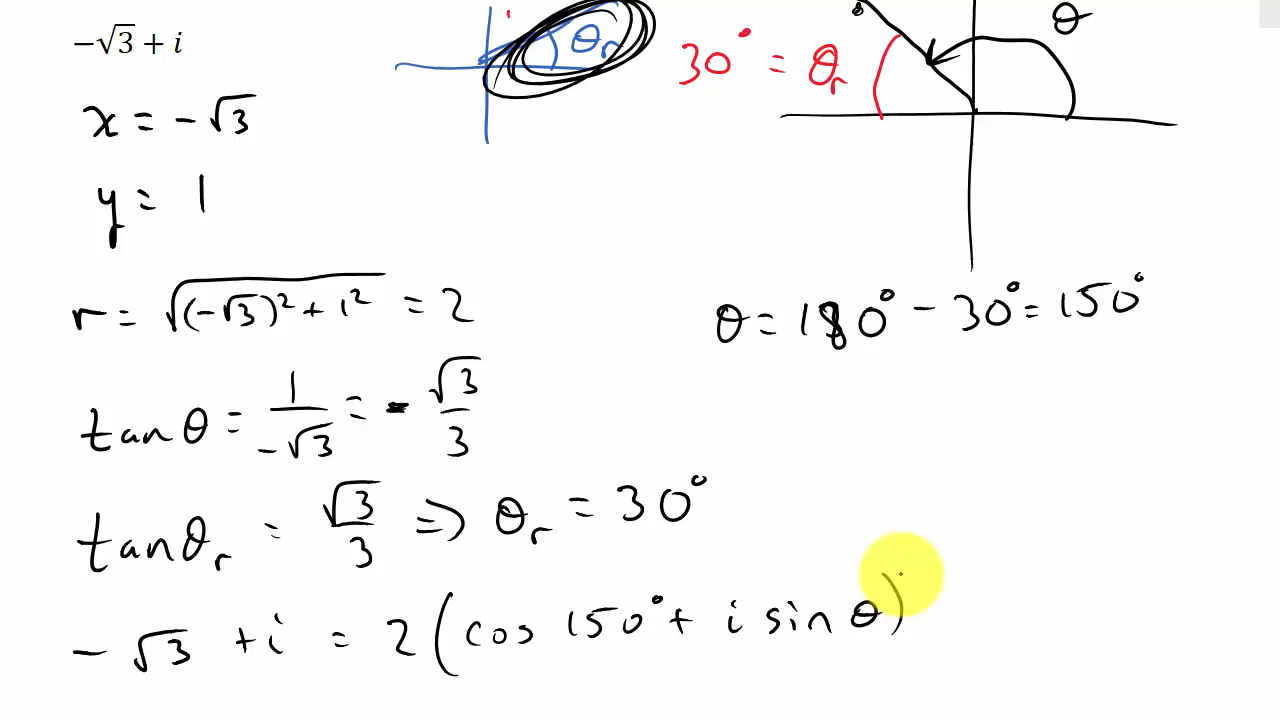 -√3 + i
θr
30° = θr
θ
x = -√3
y = 1
r = √((-√3)² + 1²) = 2
θ = 180° - 30° = 150°
tan θ = 1/-√3 = - √3/3
tan θr = √3/3 ⇒ θr = 30°
-√3 + i = 2(cos 150° + i sin θ)